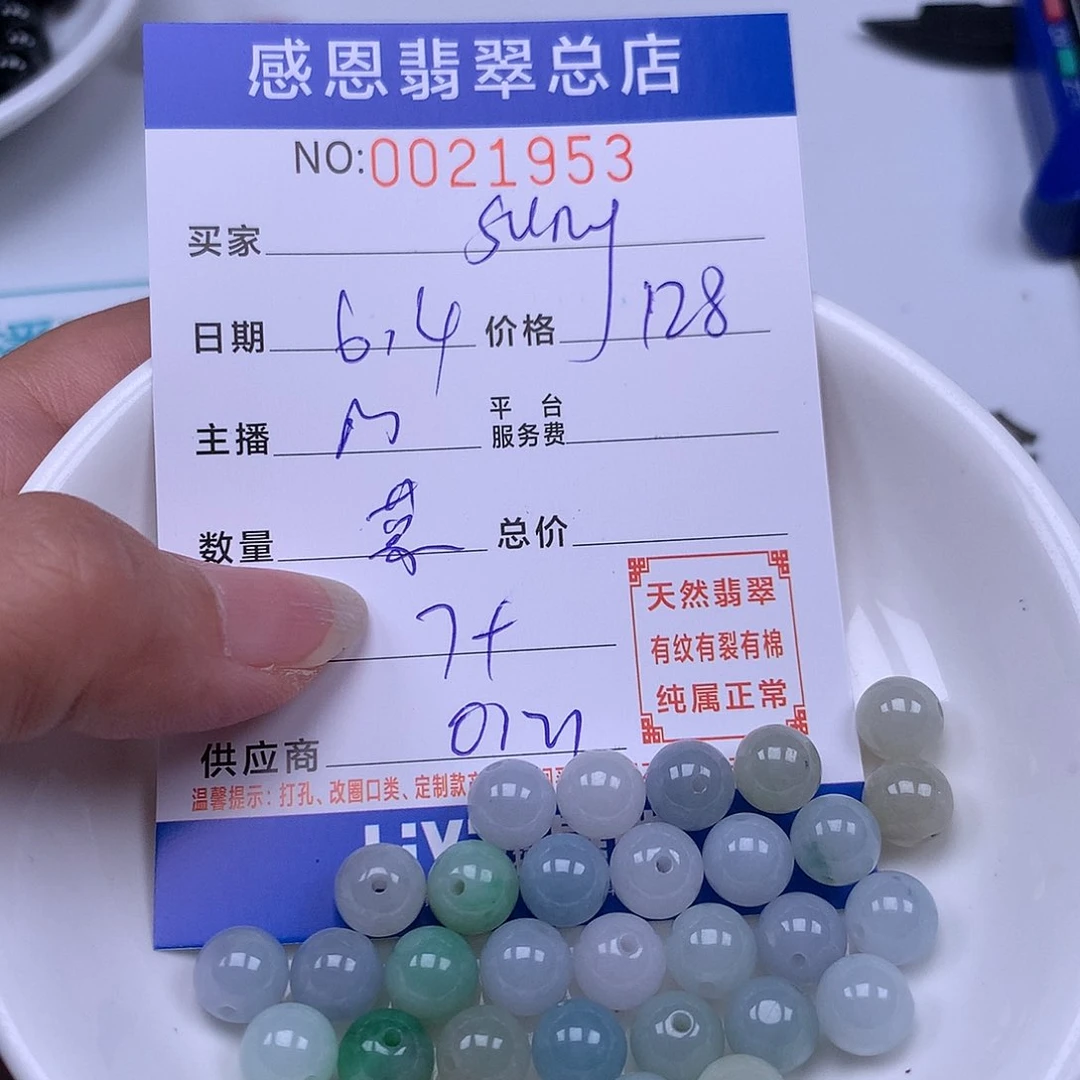 感恩翡翠总店
NO:0021953
买家 suny
日期 6,4 价格 128
主播 平台服务费
数量 总价
天然翡翠
有纹有裂有棉
纯属正常
供应商
温馨提示：打孔、改圈口类、定制款